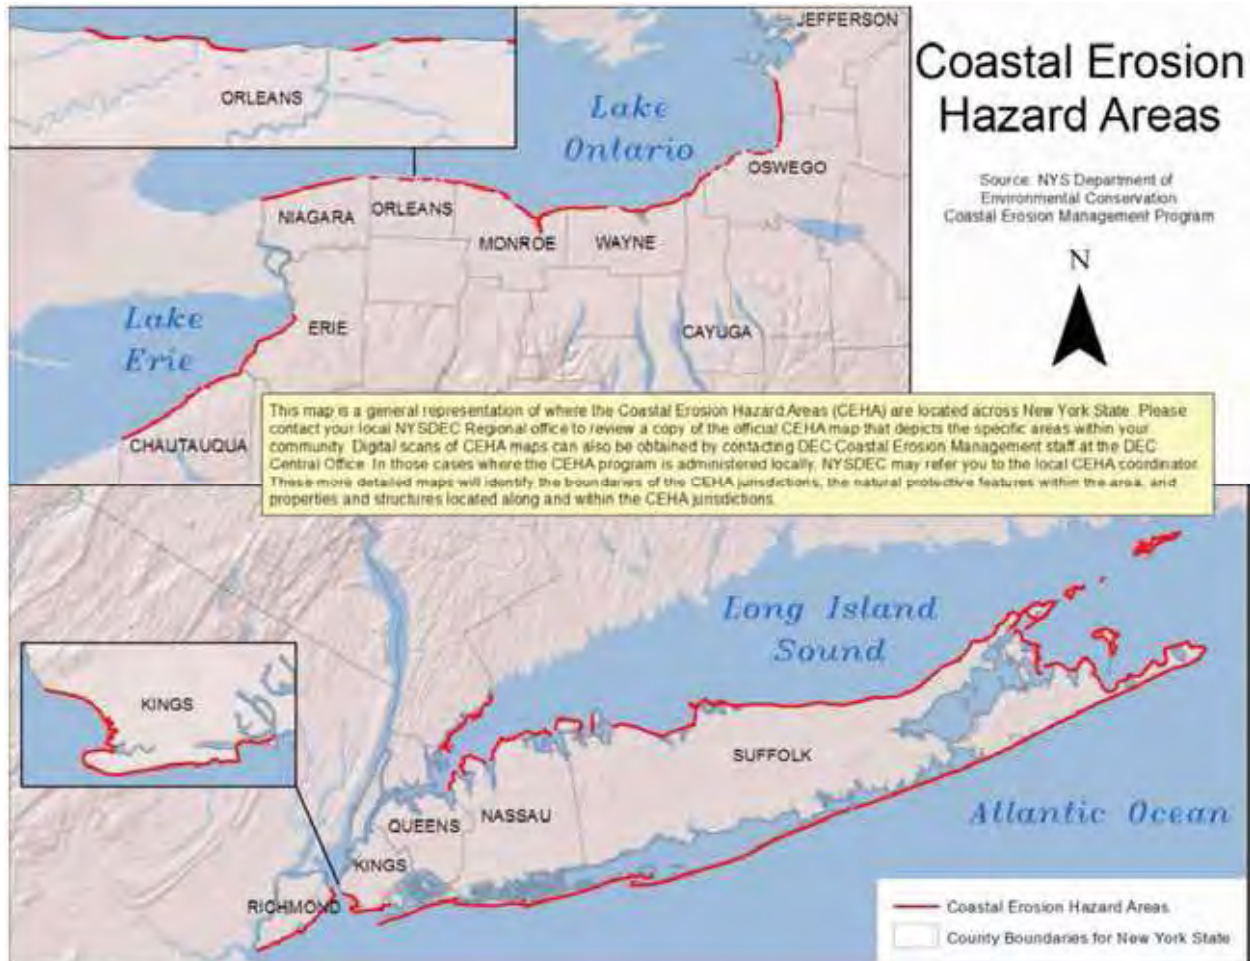 Coastal Erosion
Hazard Areas
Source: NYS Department of
Environmental Conservation
Coastal Erosion Management Program
N
ORLEANS
JEFFERSON
Lake
Ontario
OSWEGO
NIAGARA
ORLEANS
MONROE
WAYNE
Lake
Erie
ERIE
CAYUGA
CHAUTAUQUA
This map is a general representation of where the Coastal Erosion Hazard Areas (CEHA) are located across New York State. Please
contact your local NYSDEC Regional office to review a copy of the official CEHA map that depicts the specific areas within your
community. Digital scans of CEHA maps can also be obtained by contacting DEC Coastal Erosion Management staff at the DEC
Central Office. In those cases where the CEHA program is administered locally, NYSDEC may refer you to the local CEHA coordinator.
These more detailed maps will identify the boundaries of the CEHA jurisdictions, the natural protective features within the area, and
properties and structures located along and within the CEHA jurisdictions.
Long Island
Sound
KINGS
SUFFOLK
NASSAU
QUEENS
KINGS
RICHMOND
Atlantic Ocean
Coastal Erosion Hazard Areas
County Boundaries for New York State